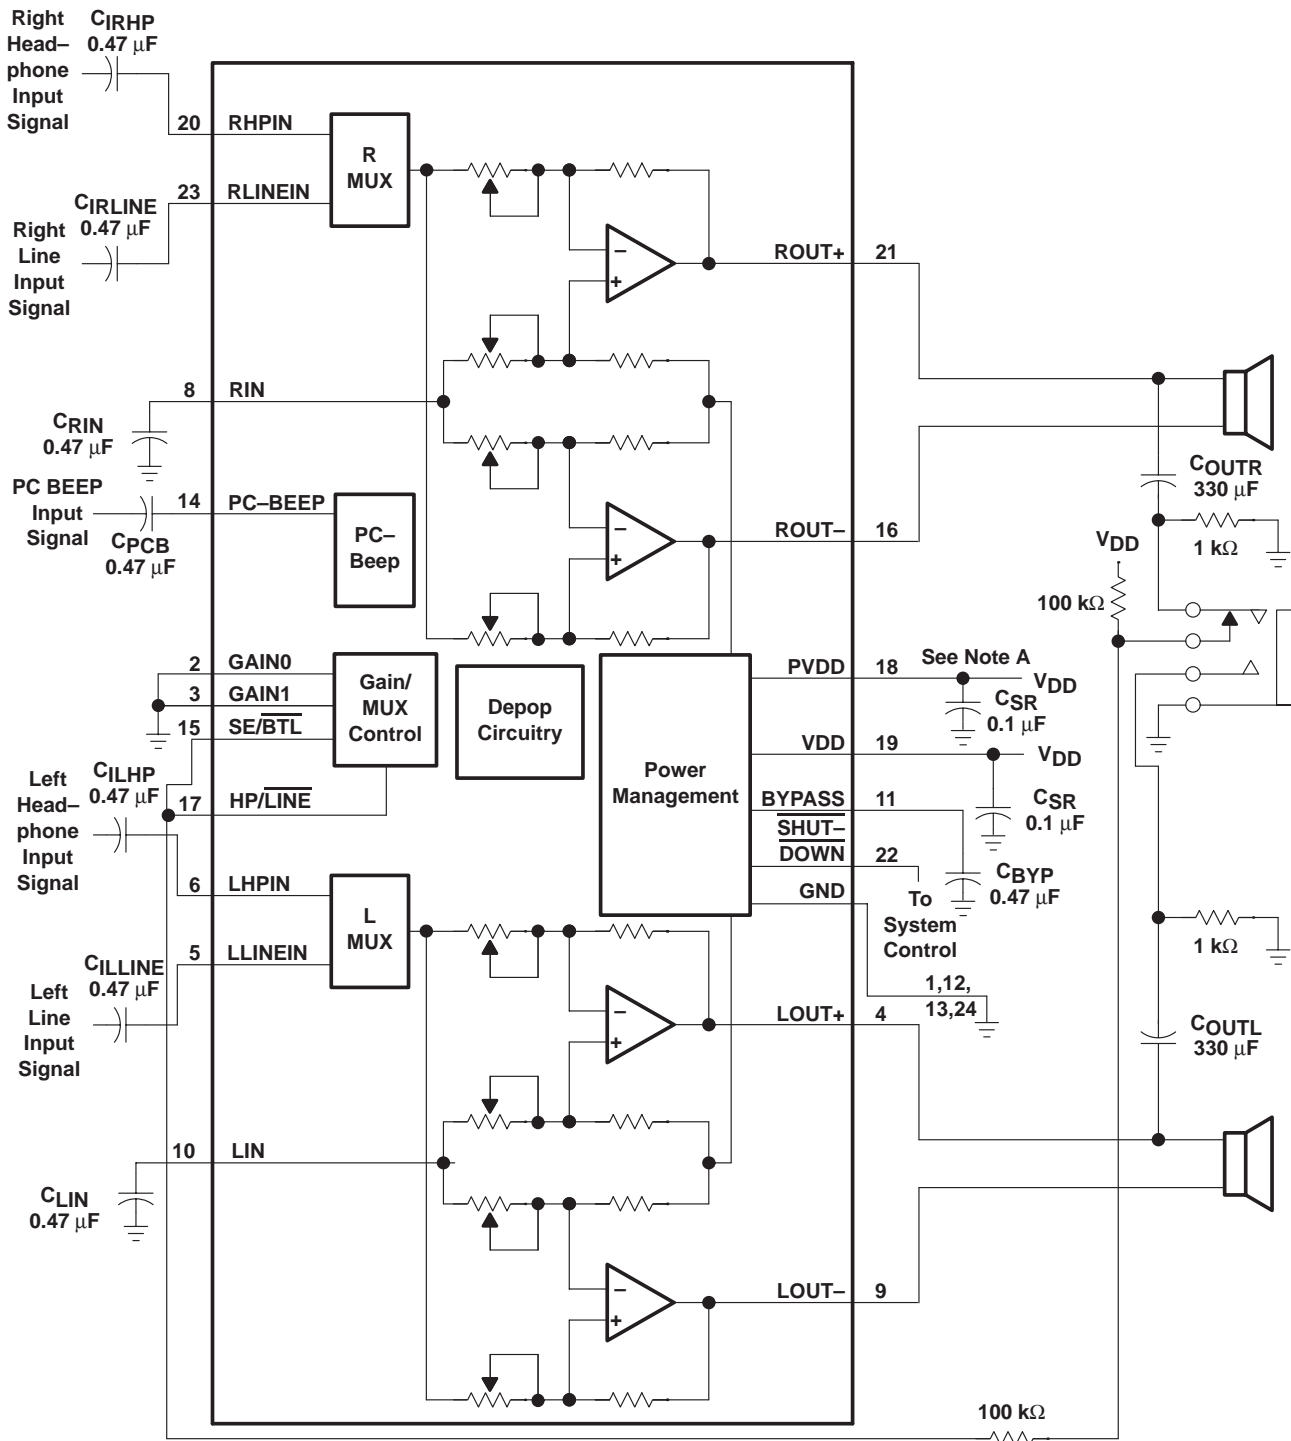 Right
Head–
phone
Input
Signal
CIRHP
0.47 μF
20 RHPIN
R
MUX
23 RLINEIN
CIRLINE
0.47 μF
Right
Line
Input
Signal
ROUT+ 21
8 RIN
CRIN
0.47 μF
COUTR
330 μF
PC BEEP
Input
Signal
14 PC–BEEP
CPCB
0.47 μF
PC–
Beep
ROUT– 16
1 kΩ
VDD
100 kΩ
2 GAIN0
3 GAIN1
15 SE/BTL
Gain/
MUX
Control
Depop
Circuitry
Power
Management
PVDD 18
See Note A
VDD
CSR
0.1 μF
VDD 19
VDD
CSR
0.1 μF
BYPASS 11
SHUT–
DOWN 22
CBYP
0.47 μF
To
System
Control
GND
1,12,
13,24
CILHP
0.47 μF
17 HP/LINE
Left
Head–
phone
Input
Signal
6 LHPIN
L
MUX
5 LLINEIN
CILLINE
0.47 μF
Left
Line
Input
Signal
1 kΩ
LOUT+ 4
COUTL
330 μF
10 LIN
CLIN
0.47 μF
LOUT– 9
100 kΩ
– + – + – + – +